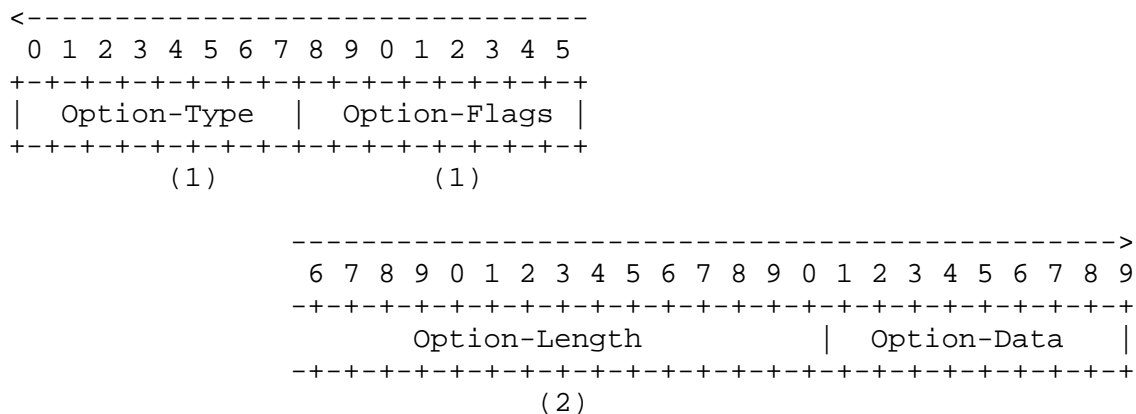 <---------------------------------
 0 1 2 3 4 5 6 7 8 9 0 1 2 3 4 5
+-+-+-+-+-+-+-+-+-+-+-+-+-+-+-+-+
|  Option-Type  |  Option-Flags |
+-+-+-+-+-+-+-+-+-+-+-+-+-+-+-+-+
         (1)            (1)
                ----------------------------------------------->
                 6 7 8 9 0 1 2 3 4 5 6 7 8 9 0 1 2 3 4 5 6 7 8 9
                -+-+-+-+-+-+-+-+-+-+-+-+-+-+-+-+-+-+-+-+-+-+-+-+
                       Option-Length          |  Option-Data   |
                -+-+-+-+-+-+-+-+-+-+-+-+-+-+-+-+-+-+-+-+-+-+-+-+
                              (2)